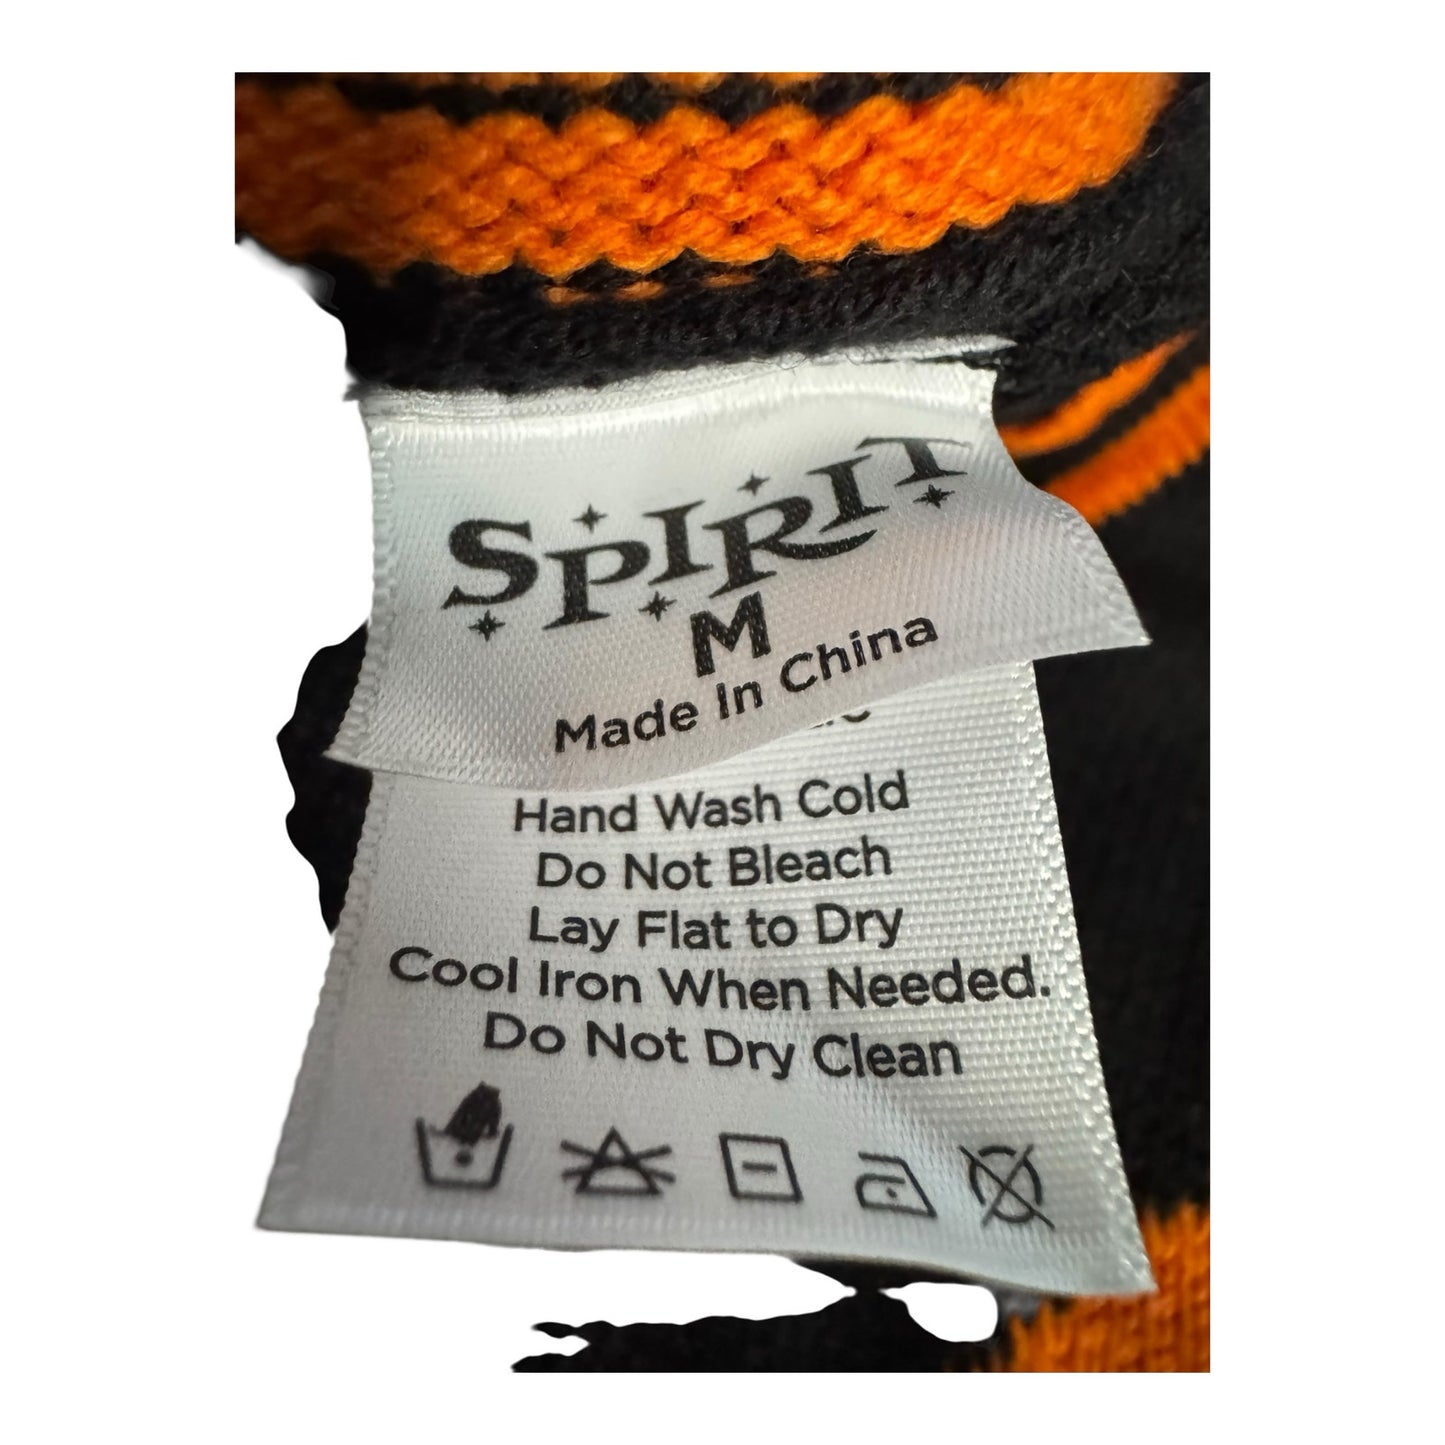 SPIRIT
M
Made In China
Hand Wash Cold
Do Not Bleach
Lay Flat to Dry
Cool Iron When Needed.
Do Not Dry Clean